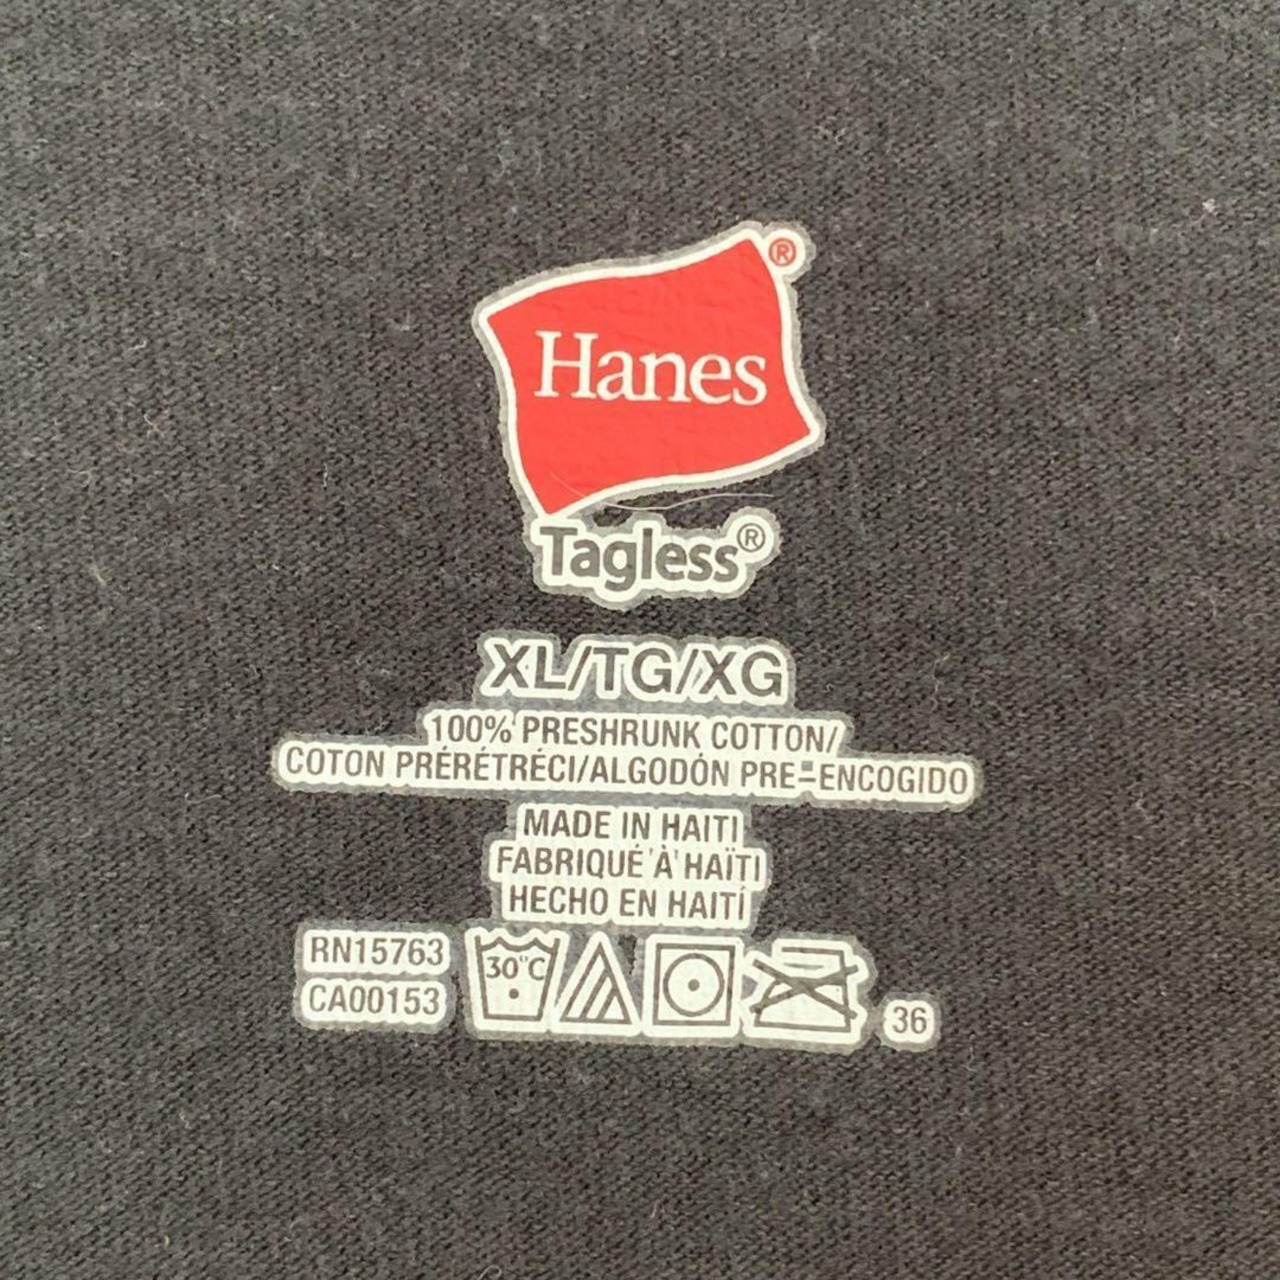 Hanes®
Tagless®
XL/TG/XG
100% PRESHRUNK COTTON/
COTON PRÉRÉTRÉCI/ALGODÓN PRE-ENCOGIDO
MADE IN HAITI
FABRIQUÉ À HAÏTI
HECHO EN HAITÍ
RN15763
CA00153
30°C
36